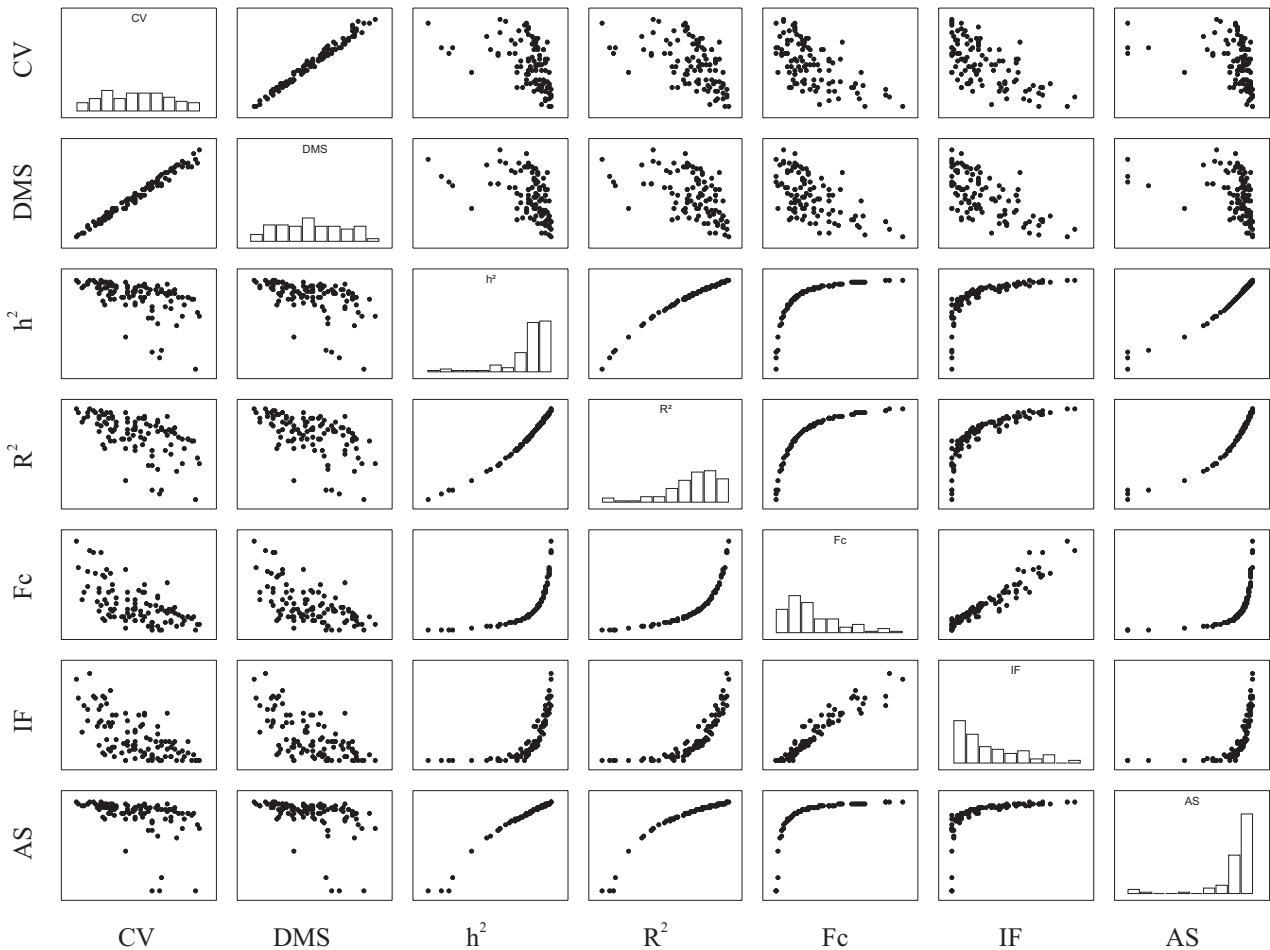 CV
CV
DMS
DMS
h²
h²
R²
R²
Fc
Fc
IF
IF
AS
AS
CV DMS h² R² Fc IF AS